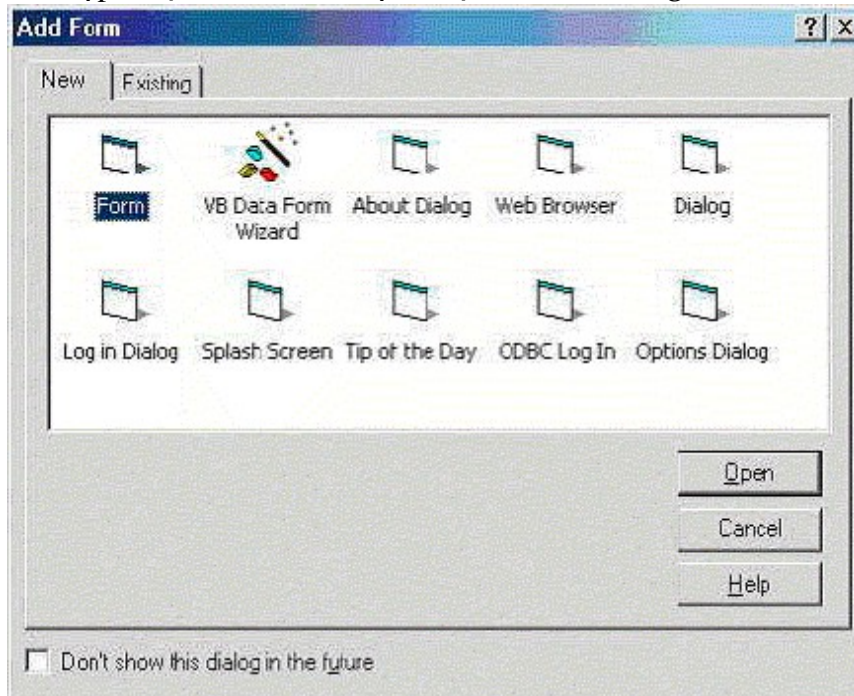 Add Form
New Existing
Form VB Data Form Wizard About Dialog Web Browser Dialog
Log in Dialog Splash Screen Tip of the Day ODBC Log In Options Dialog
Open
Cancel
Help
Don't show this dialog in the future